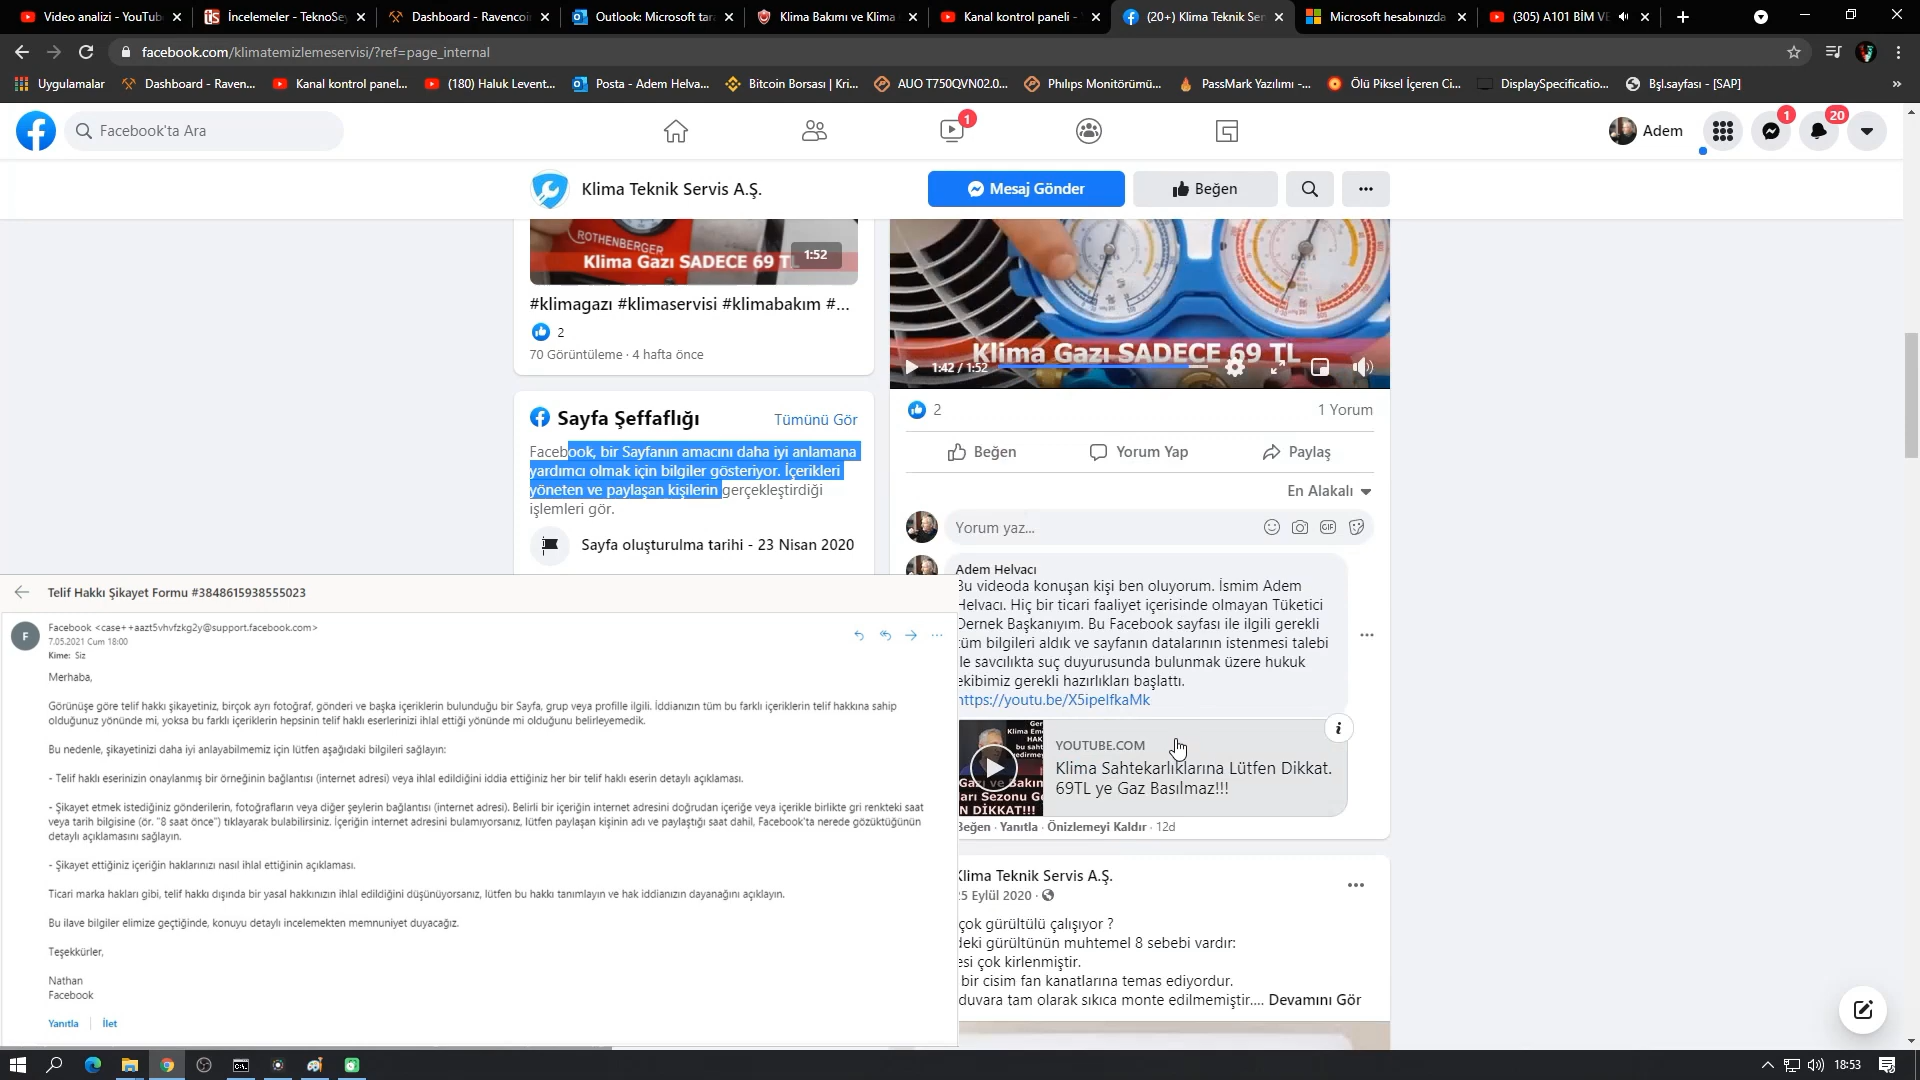 Video analizi - YouTub
İncelemeler - TeknoSey
Dashboard - Ravencoi
Outlook: Microsoft tar
Klima Bakımı ve Klima
Kanal kontrol paneli -
(20+) Klima Teknik Ser
Microsoft hesabınızda
(305) A101 BİM VE
facebook.com/klimatemizlemeservisi/?ref=page_internal
Uygulamalar
Dashboard - Raven...
Kanal kontrol panel...
(180) Haluk Levent...
Posta - Adem Helva...
Bitcoin Borsası | Kri...
AUO T750QVN02.0...
Phılıps Monitörümü...
PassMark Yazılımı -...
Ölü Piksel İçeren Ci...
DisplaySpecificatio...
Bşl.sayfası - [SAP]
»
Facebook'ta Ara
1
Adem
1
20
Klima Teknik Servis A.Ş.
Mesaj Gönder
Beğen
ROTHENBERGER
Klima Gazı SADECE 69 TL
1:52
#klimagazı #klimaservisi #klimabakım #...
2
70 Görüntüleme · 4 hafta önce
Sayfa Şeffaflığı
Tümünü Gör
Facebook, bir Sayfanın amacını daha iyi anlamana
yardımcı olmak için bilgiler gösteriyor. İçerikleri
yöneten ve paylaşan kişilerin gerçekleştirdiği
işlemleri gör.
Sayfa oluşturulma tarihi - 23 Nisan 2020
Klima Gazı SADECE 69 TL
1:42 / 1:52
2
1 Yorum
Beğen
Yorum Yap
Paylaş
En Alakalı
Yorum yaz...
GIF
Adem Helvacı
Bu videoda konuşan kişi ben oluyorum. İsmim Adem
Helvacı. Hiç bir ticari faaliyet içerisinde olmayan Tüketici
Dernek Başkanıyım. Bu Facebook sayfası ile ilgili gerekli
tüm bilgileri aldık ve sayfanın datalarının istenmesi talebi
ile savcılıkta suç duyurusunda bulunmak üzere hukuk
ekibimiz gerekli hazırlıkları başlattı.
https://youtu.be/X5ipelfkaMk
YOUTUBE.COM
Klima Sahtekarlıklarına Lütfen Dikkat.
69TL ye Gaz Basılmaz!!!
Beğen · Yanıtla · Önizlemeyi Kaldır · 12d
Klima Teknik Servis A.Ş.
25 Eylül 2020 ·
çok gürültülü çalışıyor ?
deki gürültünün muhtemel 8 sebebi vardır:
esi çok kirlenmiştir.
bir cisim fan kanatlarına temas ediyordur.
duvara tam olarak sıkıca monte edilmemiştir.... Devamını Gör
Telif Hakkı Şikayet Formu #3848615938555023
F
Facebook <case++aazt5vhvfzkg2y@support.facebook.com>
7.05.2021 Cum 18:00
Kime: Siz
Merhaba,
Görünüşe göre telif hakkı şikayetiniz, birçok ayrı fotoğraf, gönderi ve başka içeriklerin bulunduğu bir Sayfa, grup veya profille ilgili. İddianızın tüm bu farklı içeriklerin telif hakkına sahip
olduğunuz yönünde mi, yoksa bu farklı içeriklerin hepsinin telif hakkı eserlerinizi ihlal ettiği yönünde mi olduğunu belirleyemedik.
Bu nedenle, şikayetinizi daha iyi anlayabilmemiz için lütfen aşağıdaki bilgileri sağlayın:
- Telif haklı eserinizin onaylanmış bir örneğinin bağlantısı (internet adresi) veya ihlal edildiğini iddia ettiğiniz her bir telif haklı eserin detaylı açıklaması.
- Şikayet etmek istediğiniz gönderilerin, fotoğrafların veya diğer şeylerin bağlantısı (internet adresi). Belirli bir içeriğin internet adresini doğrudan içeriğe veya içerikle birlikte gri renkteki saat
veya tarih bilgisine (ör. "8 saat önce") tıklayarak bulabilirsiniz. İçeriğin internet adresini bulamıyorsanız, lütfen paylaşan kişinin adı ve paylaştığı saat dahil, Facebook'ta nerede gözüktüğünün
detaylı açıklamasını sağlayın.
- Şikayet ettiğiniz içeriğin haklarınızı nasıl ihlal ettiğinin açıklaması.
Ticari marka hakları gibi, telif hakkı dışında bir yasal hakkınızın ihlal edildiğini düşünüyorsanız, lütfen bu hakkı tanımlayın ve hak iddianızın dayanağını açıklayın.
Bu ilave bilgiler elimize geçtiğinde, konuyu detaylı incelemekten memnuniyet duyacağız.
Teşekkürler,
Nathan
Facebook
Yanıtla
İlet
18:53